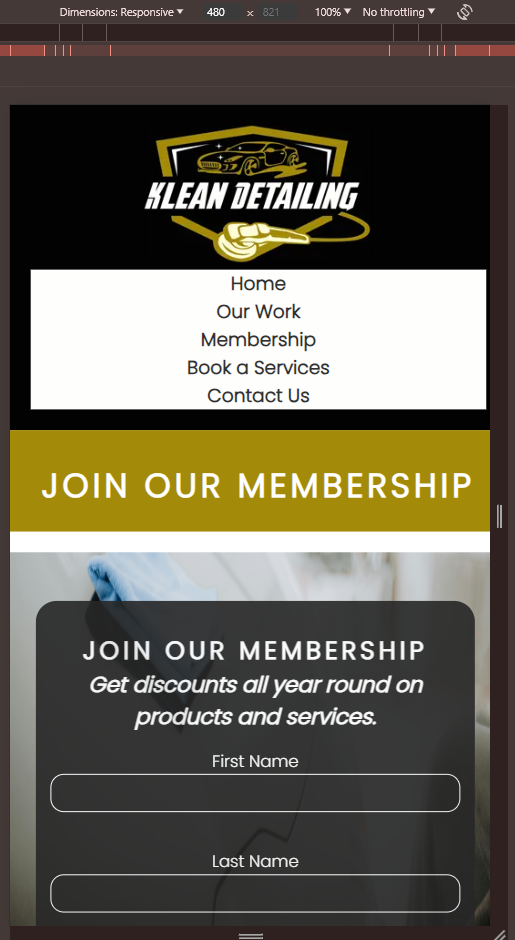 Dimensions: Responsive ▼ 480 × 821 100% ▼ No throttling ▼
KLEAN DETAILING
Home
Our Work
Membership
Book a Services
Contact Us
JOIN OUR MEMBERSHIP
JOIN OUR MEMBERSHIP
Get discounts all year round on
products and services.
First Name
Last Name